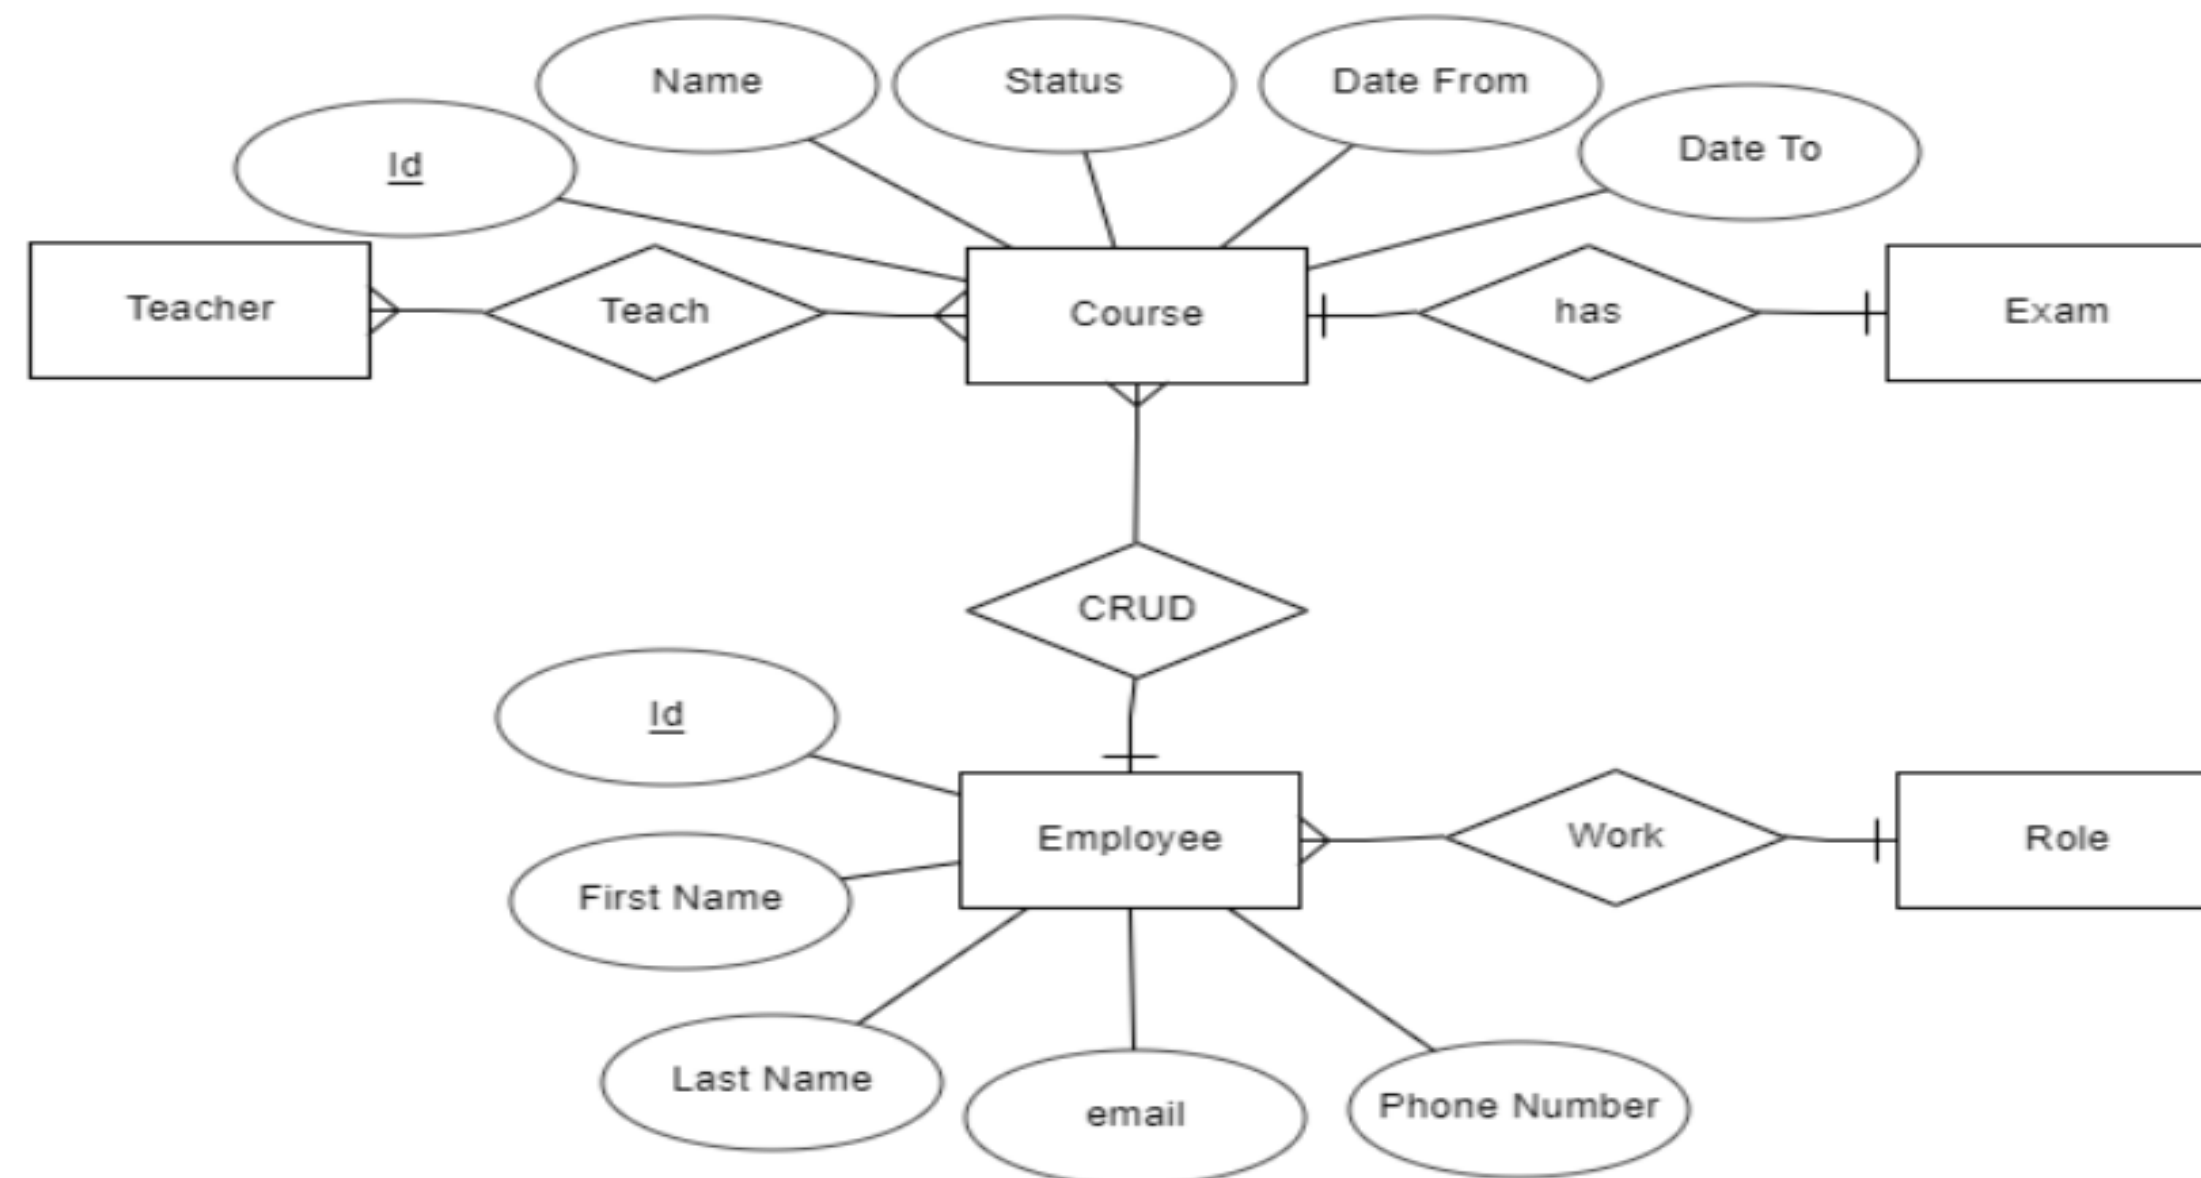 Name
Status
Date From
Date To
Id
Teacher
Teach
Course
has
Exam
CRUD
Id
Employee
Work
Role
First Name
Last Name
email
Phone Number